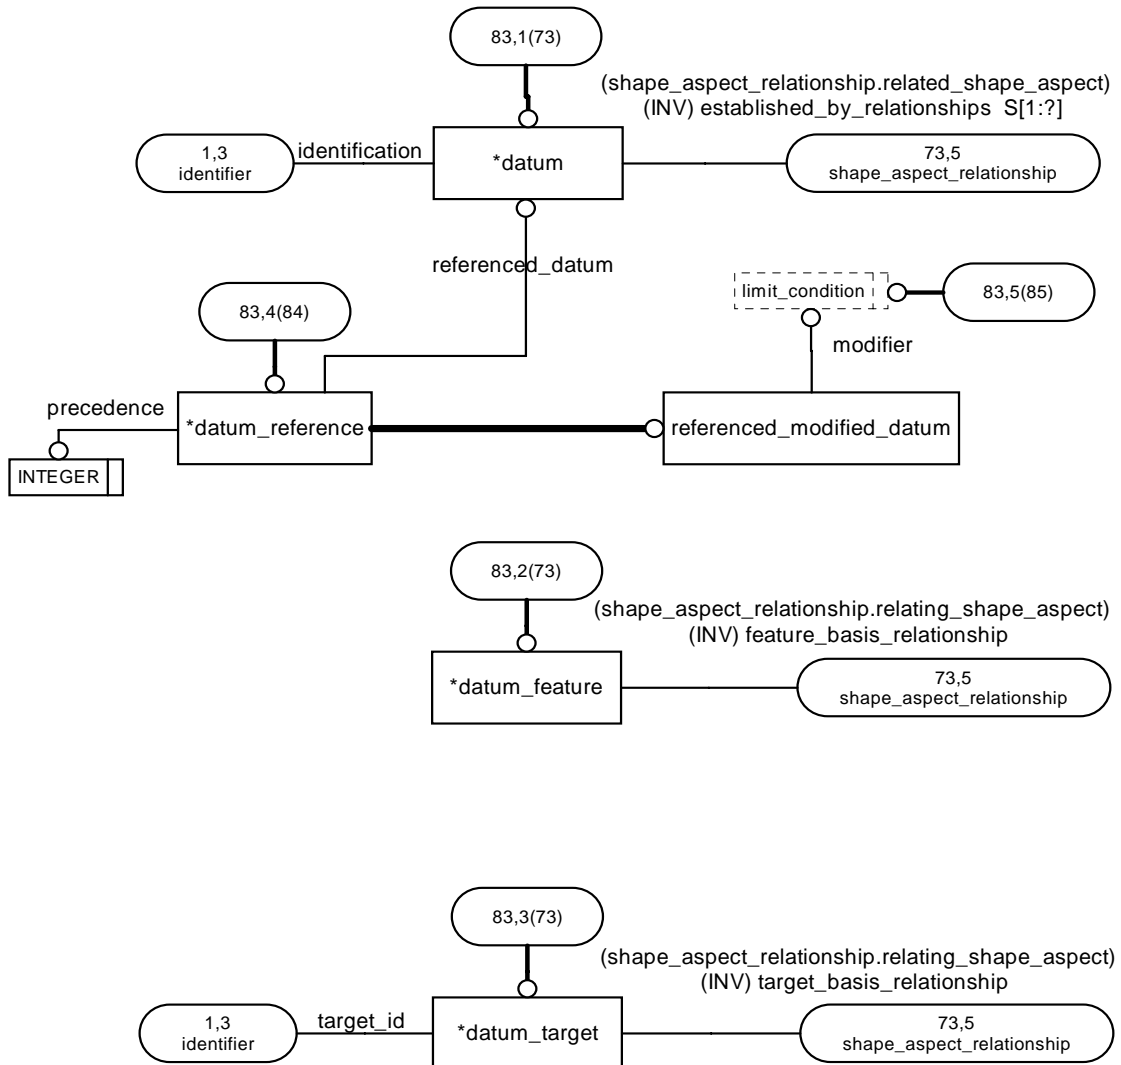 83,1(73)
(shape_aspect_relationship.related_shape_aspect)
(INV) established_by_relationships S[1:?]
1,3
identifier
identification
*datum
73,5
shape_aspect_relationship
referenced_datum
83,4(84)
limit_condition
83,5(85)
modifier
precedence
*datum_reference
referenced_modified_datum
INTEGER
83,2(73)
(shape_aspect_relationship.relating_shape_aspect)
(INV) feature_basis_relationship
*datum_feature
73,5
shape_aspect_relationship
83,3(73)
(shape_aspect_relationship.relating_shape_aspect)
(INV) target_basis_relationship
1,3
identifier
target_id
*datum_target
73,5
shape_aspect_relationship